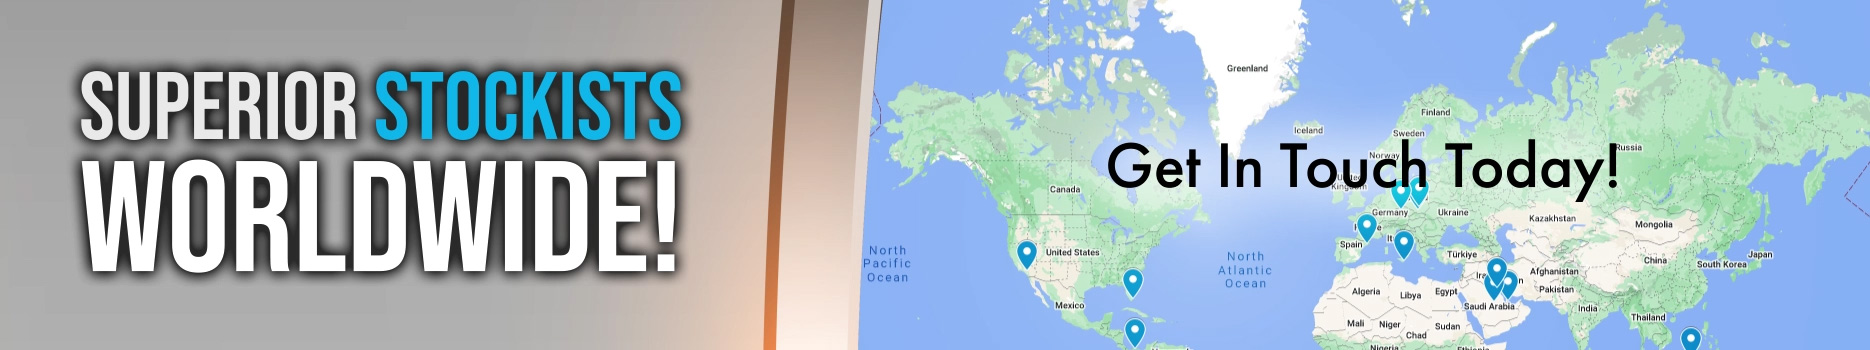 SUPERIOR STOCKISTS
WORLDWIDE!
Get In Touch Today!
Greenland
Iceland
Finland
Sweden
Norway
Russia
Canada
Germany
Ukraine
Kazakhstan
Mongolia
North
Pacific
Ocean
United States
North
Atlantic
Ocean
Spain
Türkiye
Afghanistan
China
South Korea
Japan
Pakistan
Algeria
Libya
Egypt
Mexico
Saudi Arabia
India
Thailand
Mali
Niger
Chad
Sudan
Nigeria